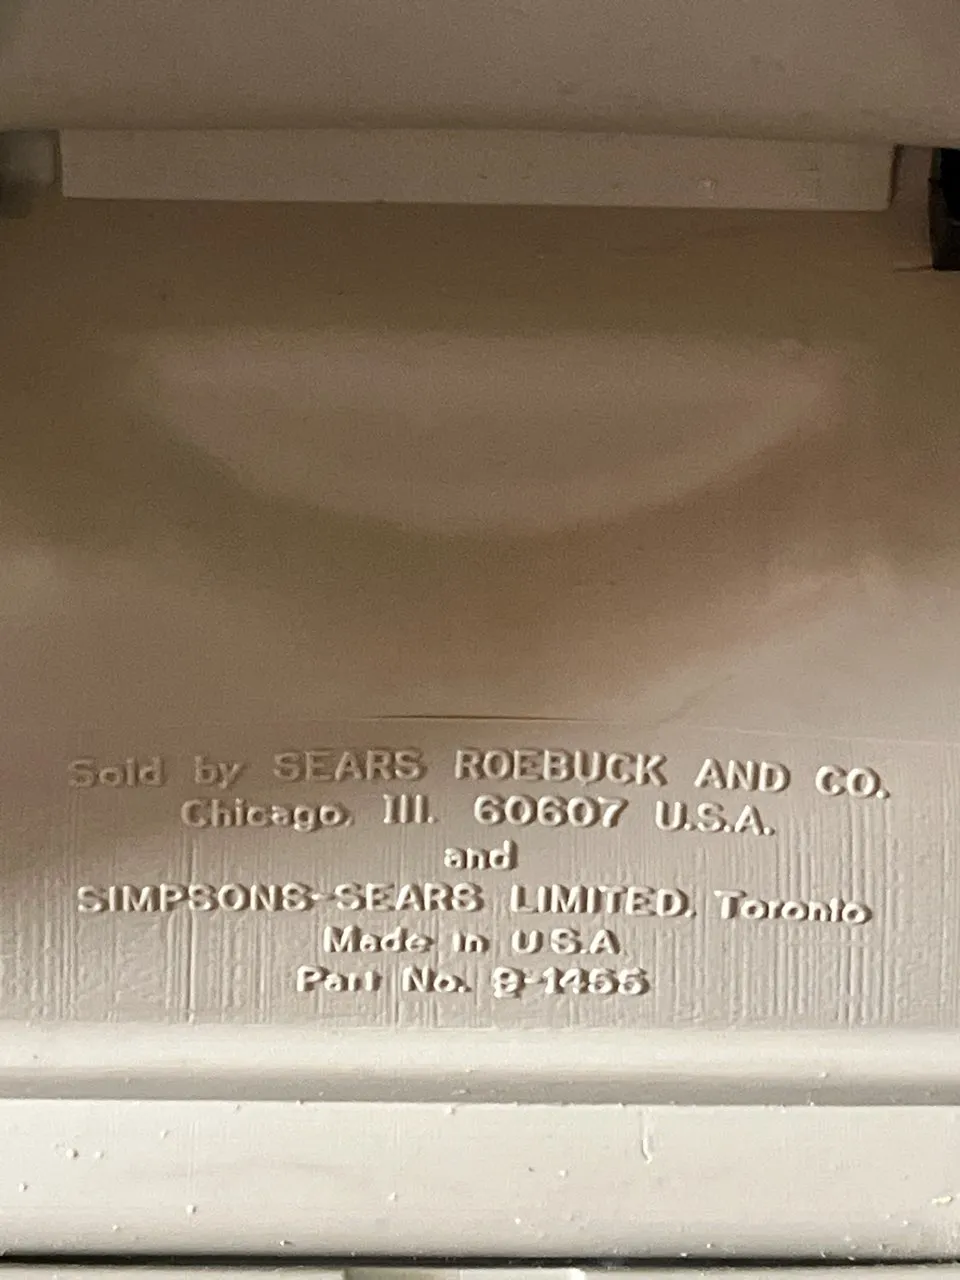 Sold by SEARS ROEBUCK AND CO.
Chicago, Ill. 60607 U.S.A.
and
SIMPSONS-SEARS LIMITED, Toronto
Made in U.S.A
Part No. 9-1455